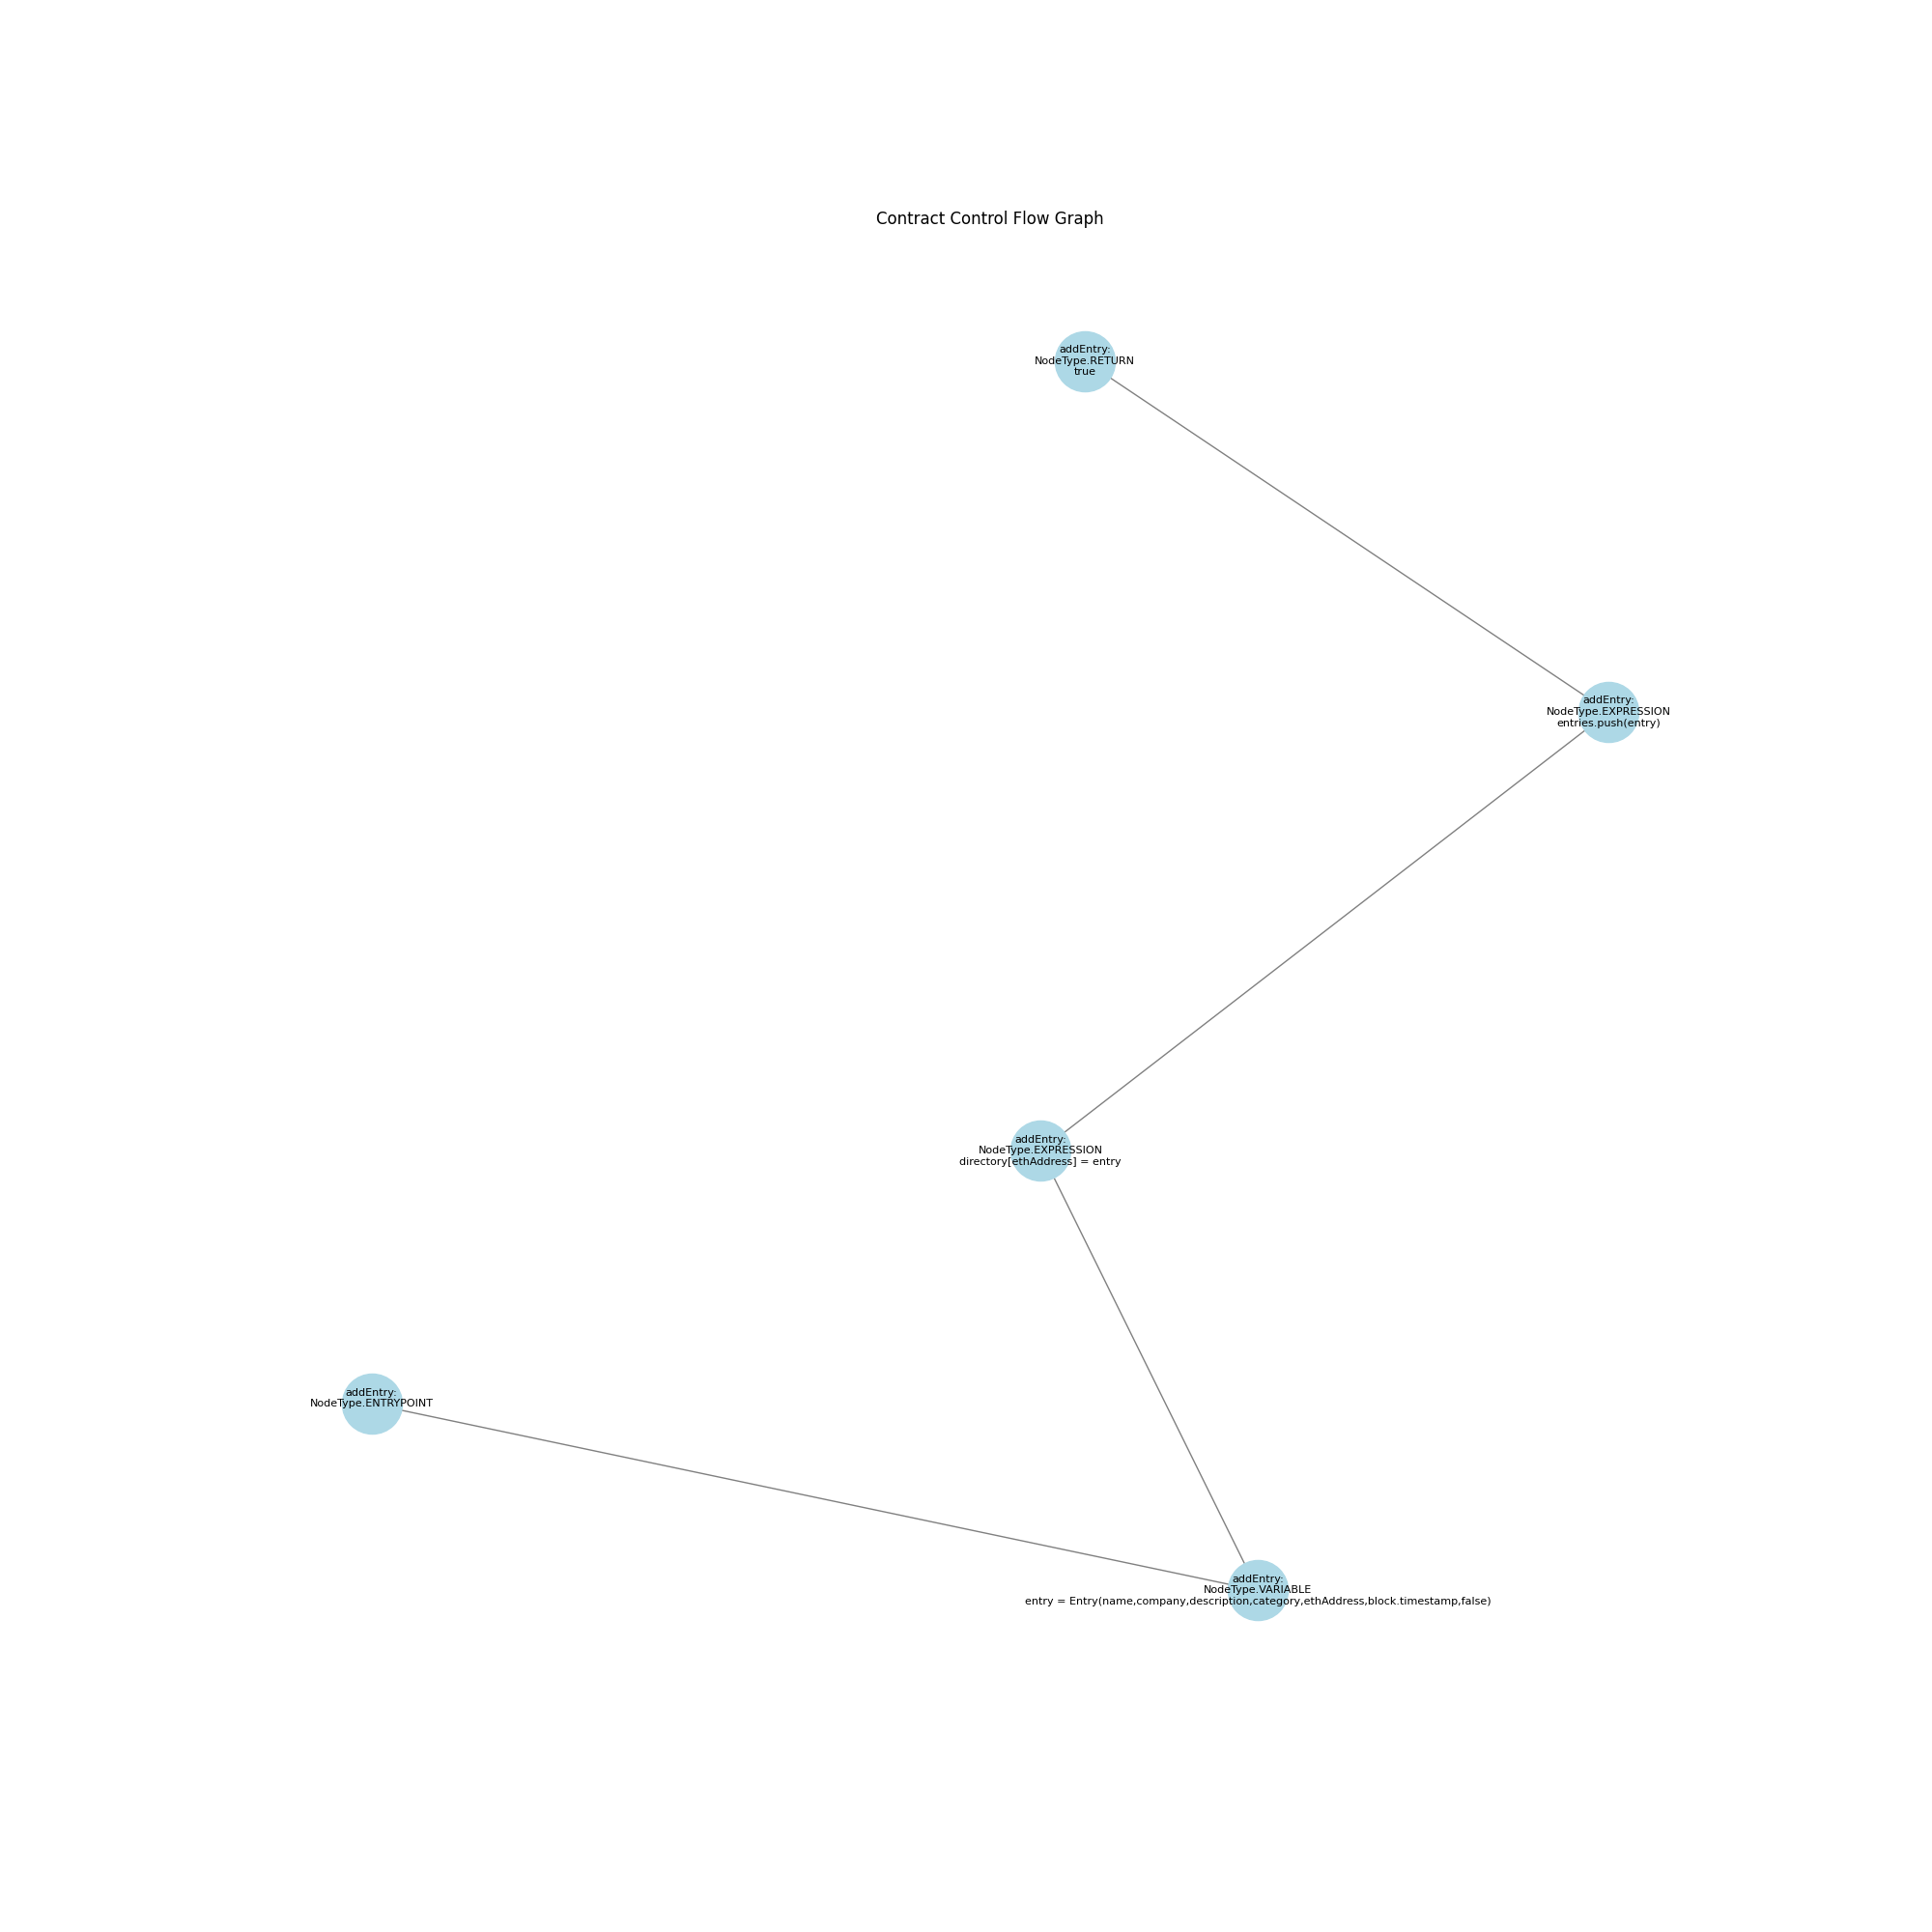 Contract Control Flow Graph
addEntry:
NodeType.RETURN
true
addEntry:
NodeType.EXPRESSION
entries.push(entry)
addEntry:
NodeType.EXPRESSION
directory[ethAddress] = entry
addEntry:
NodeType.ENTRYPOINT
addEntry:
NodeType.VARIABLE
entry = Entry(name,company,description,category,ethAddress,block.timestamp,false)